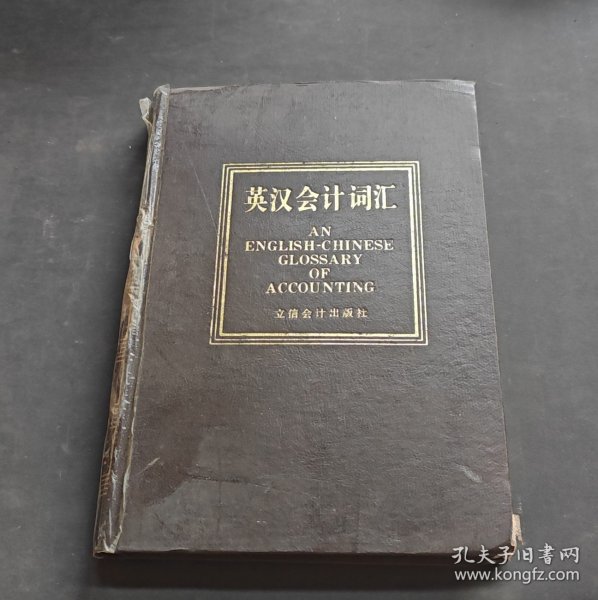 英汉会计词汇
AN
ENGLISH-CHINESE
GLOSSARY
OF
ACCOUNTING
立信会计出版社
孔夫子旧书网
www.kongfz.com